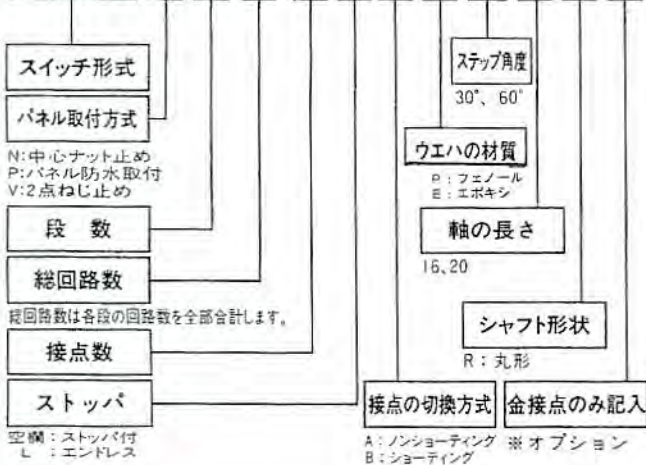 スイッチ形式
パネル取付方式
N:中心ナット止め
P:パネル防水取付
V:2点ねじ止め
段 数
総回路数
総回路数は各段の回路数を全部合計します。
接点数
ストッパ
空欄：ストッパ付
L ：エンドレス
ステップ角度
30°、60°
ウエハの材質
P：フェノール
E：エポキシ
軸の長さ
16、20
シャフト形状
R：丸形
接点の切換方式
A：ノンショーティング
B：ショーティング
金接点のみ記入
※オプション